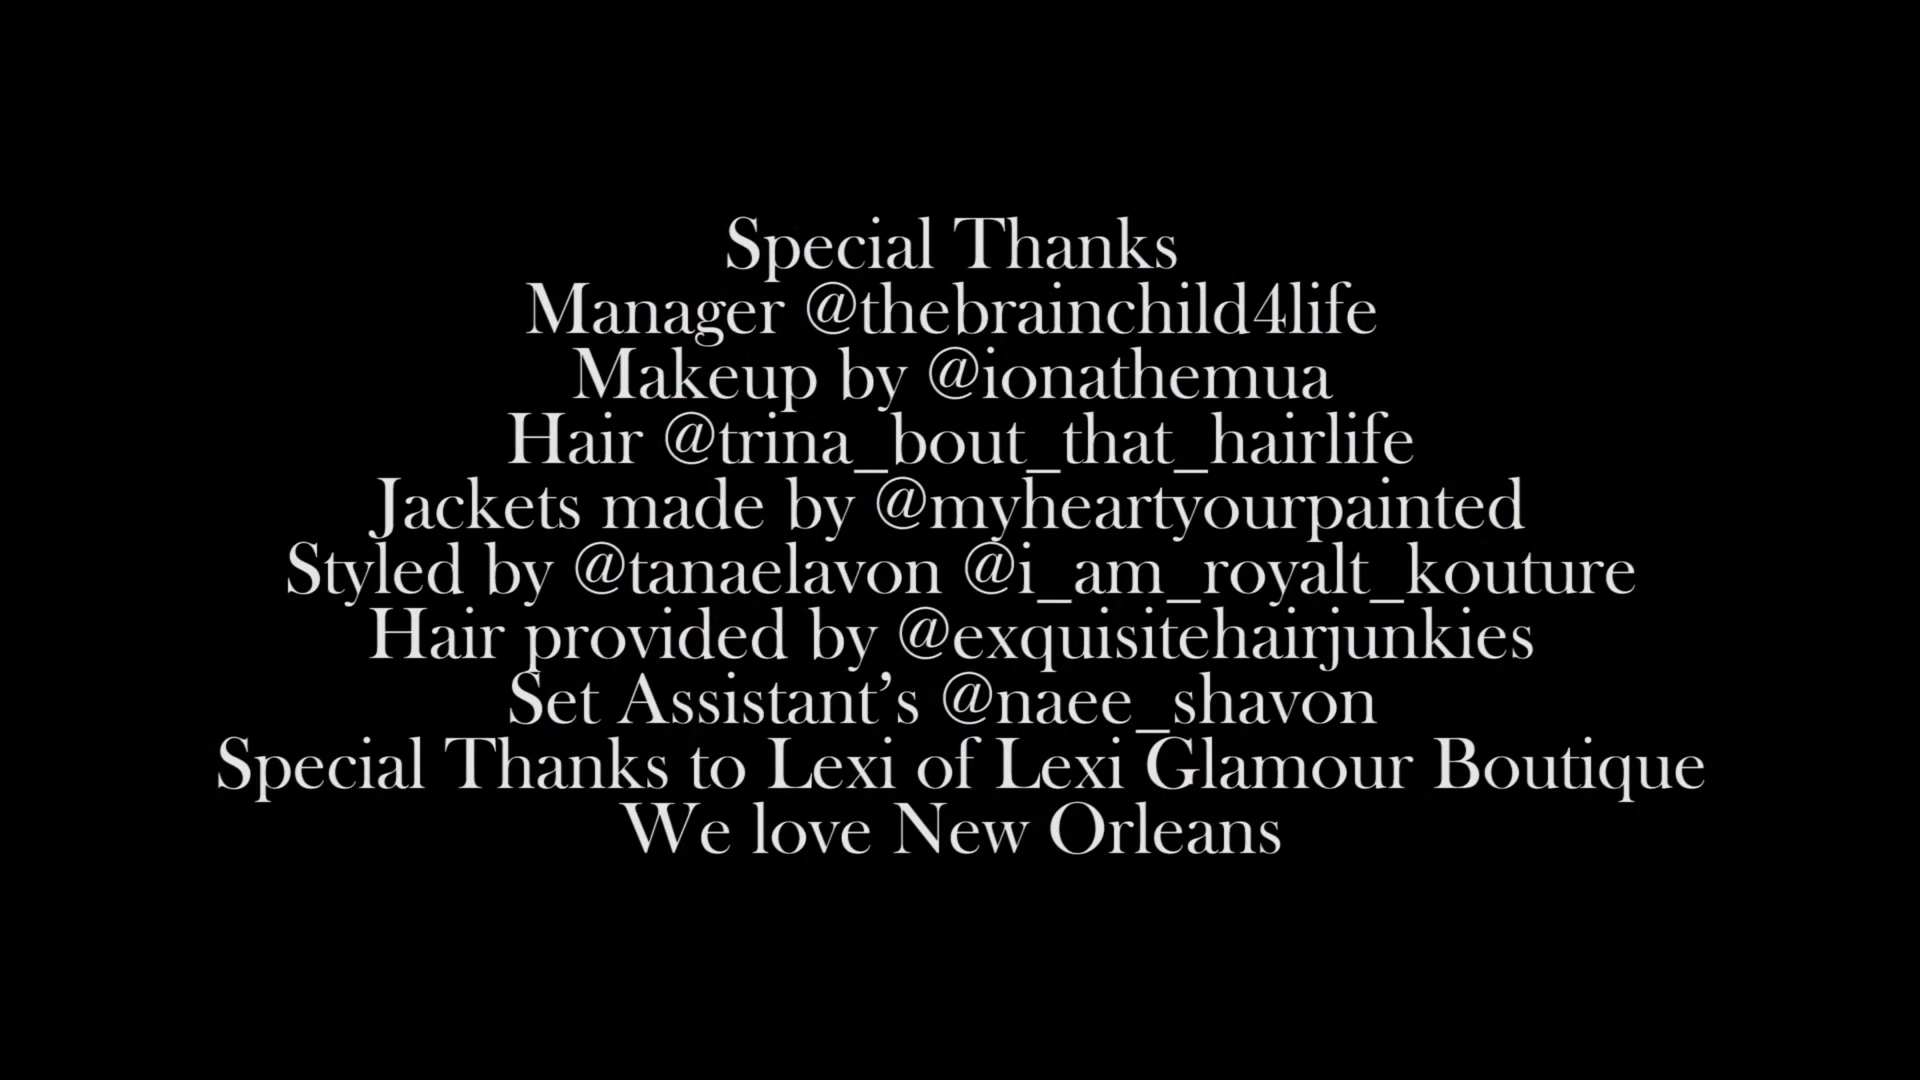 Special Thanks
Manager @thebrainchild4life
Makeup by @ionathemua
Hair @trina_bout_that_hairlife
Jackets made by @myheartyourpainted
Styled by @tanaelavon @i_am_royalt_kouture
Hair provided by @exquisitehairjunkies
Set Assistant’s @naee_shavon
Special Thanks to Lexi of Lexi Glamour Boutique
We love New Orleans